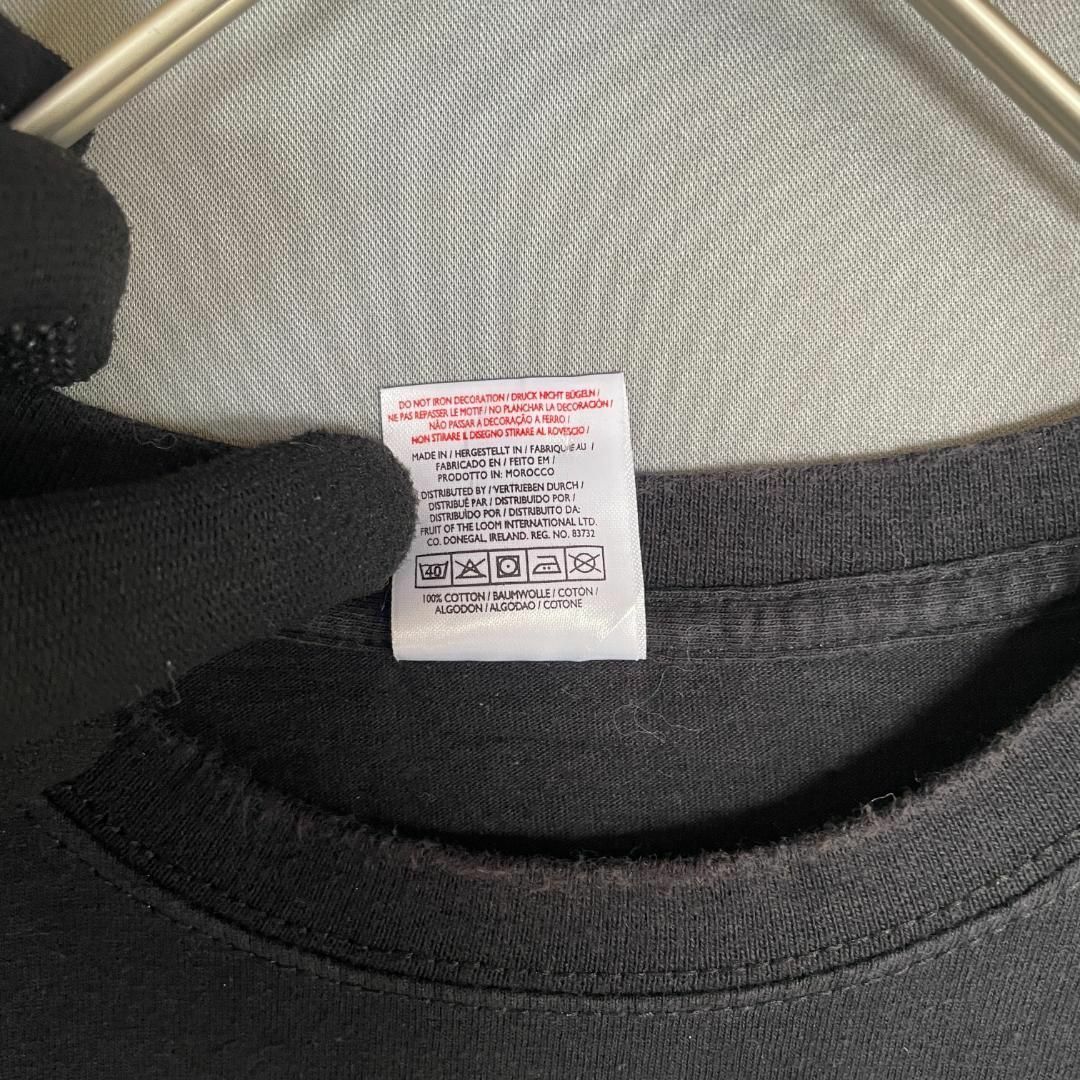 DO NOT IRON DECORATION / DRUCK NICHT BÜGELN /
NE PAS REPASSER LE MOTIF / NO PLANCHAR LA DECORACIÓN /
NÃO PASSAR A DECORAÇÃO A FERRO /
NON STIRARE IL DISEGNO STIRARE AL ROVESCIO /
MADE IN / HERGESTELLT IN / FABRIQUÉ AU /
FABRICADO EN / FEITO EM /
PRODOTTO IN: MOROCCO
DISTRIBUTED BY / VERTRIEBEN DURCH /
DISTRIBUÉ PAR / DISTRIBUIDO POR /
DISTRIBUÍDO POR / DISTRIBUITO DA:
FRUIT OF THE LOOM INTERNATIONAL LTD.
CO. DONEGAL, IRELAND. REG. NO. 83732
40
100% COTTON / BAUMWOLLE / COTON /
ALGODON / ALGODAO / COTONE